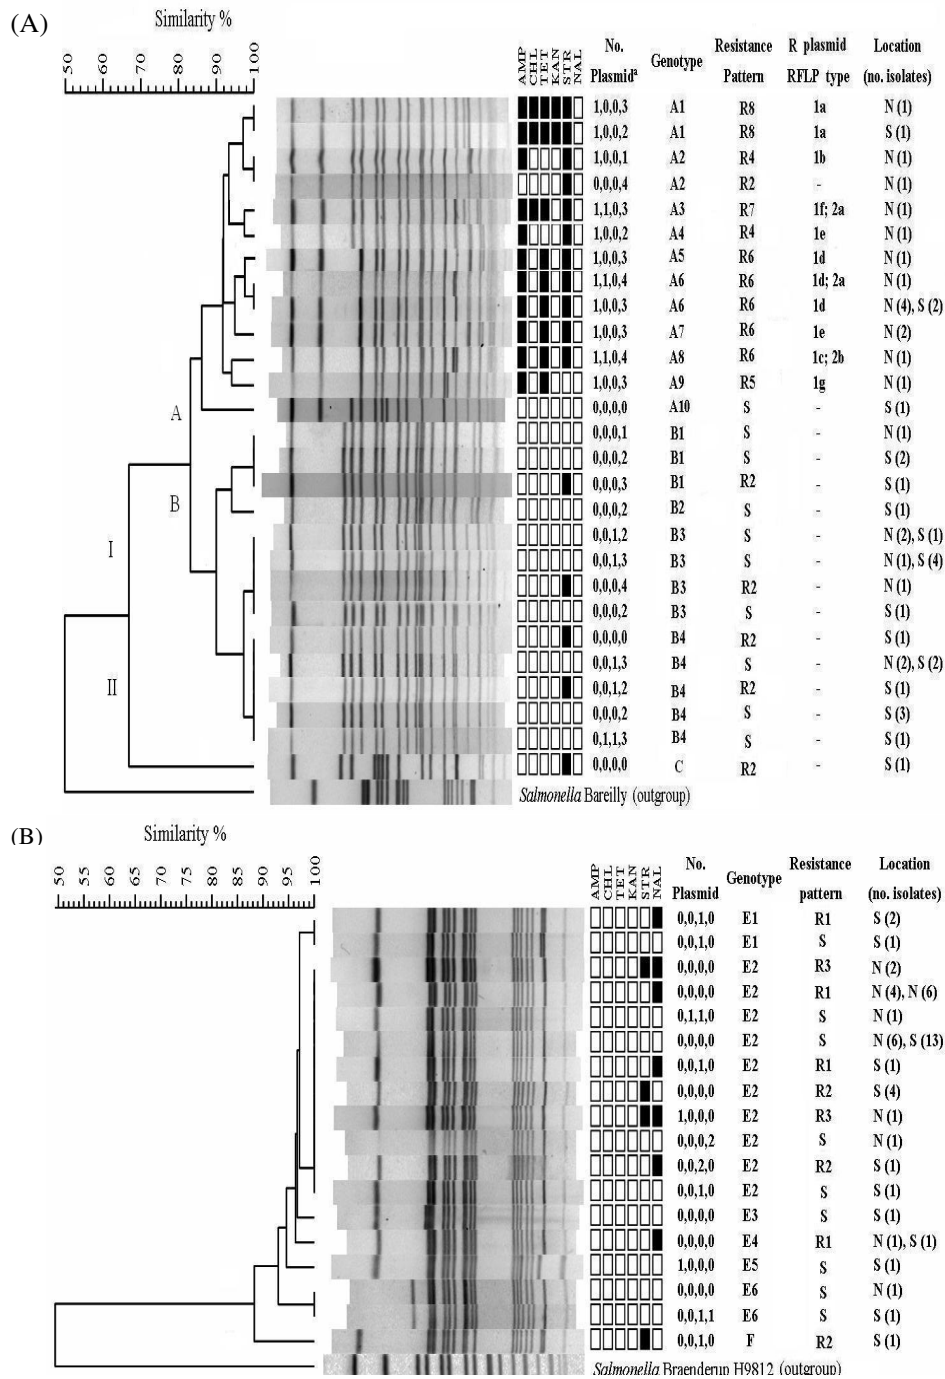 (A)
Similarity %
50 60 70 80 90 100
AMP CHL TET KAN STR NAL
No. Plasmidᵃ Genotype Resistance Pattern R plasmid RFLP type Location (no. isolates)
1,0,0,3 A1 R8 1a N (1)
1,0,0,2 A1 R8 1a S (1)
1,0,0,1 A2 R4 1b N (1)
0,0,0,4 A2 R2 - N (1)
1,1,0,3 A3 R7 1f; 2a N (1)
1,0,0,2 A4 R4 1e N (1)
1,0,0,3 A5 R6 1d N (1)
1,1,0,4 A6 R6 1d; 2a N (1)
1,0,0,3 A6 R6 1d N (4), S (2)
1,0,0,3 A7 R6 1e N (2)
1,1,0,4 A8 R6 1c; 2b N (1)
1,0,0,3 A9 R5 1g N (1)
0,0,0,0 A10 S - S (1)
A
0,0,0,1 B1 S - N (1)
0,0,0,2 B1 S - S (2)
0,0,0,3 B1 R2 - S (1)
B
0,0,0,2 B2 S - S (1)
0,0,1,2 B3 S - N (2), S (1)
I
0,0,1,3 B3 S - N (1), S (4)
0,0,0,4 B3 R2 - N (1)
0,0,0,2 B3 S - S (1)
0,0,0,0 B4 R2 - S (1)
0,0,1,3 B4 S - N (2), S (2)
II
0,0,1,2 B4 R2 - S (1)
0,0,0,2 B4 S - S (3)
0,1,1,3 B4 S - S (1)
0,0,0,0 C R2 - S (1)
Salmonella Bareilly (outgroup)
(B)
Similarity %
50 55 60 65 70 75 80 85 90 95 100
AMP CHL TET KAN STR NAL
No. Plasmid Genotype Resistance pattern Location (no. isolates)
0,0,1,0 E1 R1 S (2)
0,0,1,0 E1 S S (1)
0,0,0,0 E2 R3 N (2)
0,0,0,0 E2 R1 N (4), N (6)
0,1,1,0 E2 S N (1)
0,0,0,0 E2 S N (6), S (13)
0,0,1,0 E2 R1 S (1)
0,0,0,0 E2 R2 S (4)
1,0,0,0 E2 R3 N (1)
0,0,0,2 E2 S N (1)
0,0,2,0 E2 R2 S (1)
0,0,1,0 E2 S S (1)
0,0,0,0 E3 S S (1)
0,0,0,0 E4 R1 N (1), S (1)
1,0,0,0 E5 S S (1)
0,0,0,0 E6 S N (1)
0,0,1,1 E6 S S (1)
0,0,1,0 F R2 S (1)
Salmonella Braenderup H9812 (outgroup)